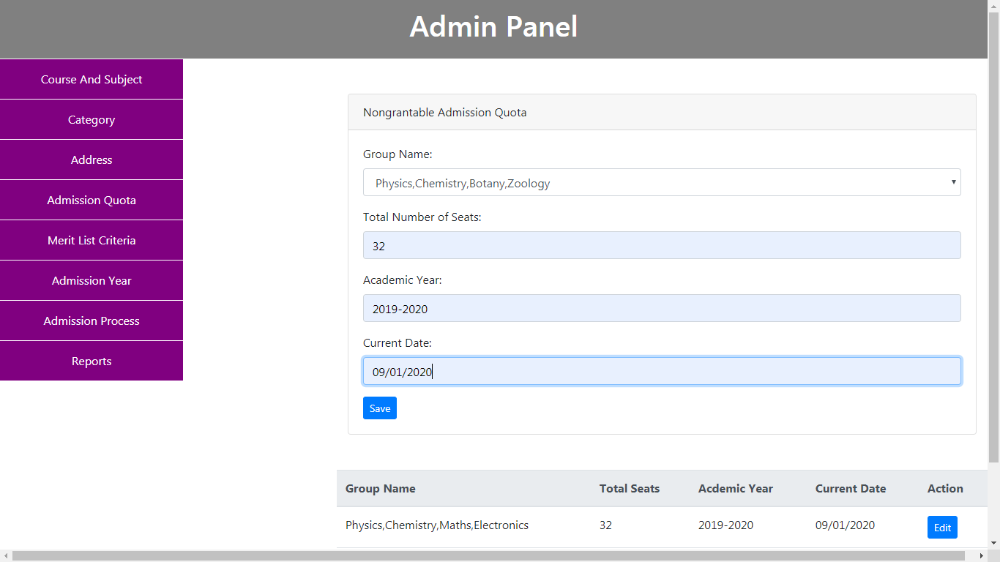 Admin Panel
Course And Subject
Category
Address
Admission Quota
Merit List Criteria
Admission Year
Admission Process
Reports
Nongrantable Admission Quota
Group Name:
Physics,Chemistry,Botany,Zoology
Total Number of Seats:
32
Academic Year:
2019-2020
Current Date:
09/01/2020
Save
Group Name Total Seats Acdemic Year Current Date Action
Physics,Chemistry,Maths,Electronics 32 2019-2020 09/01/2020 Edit